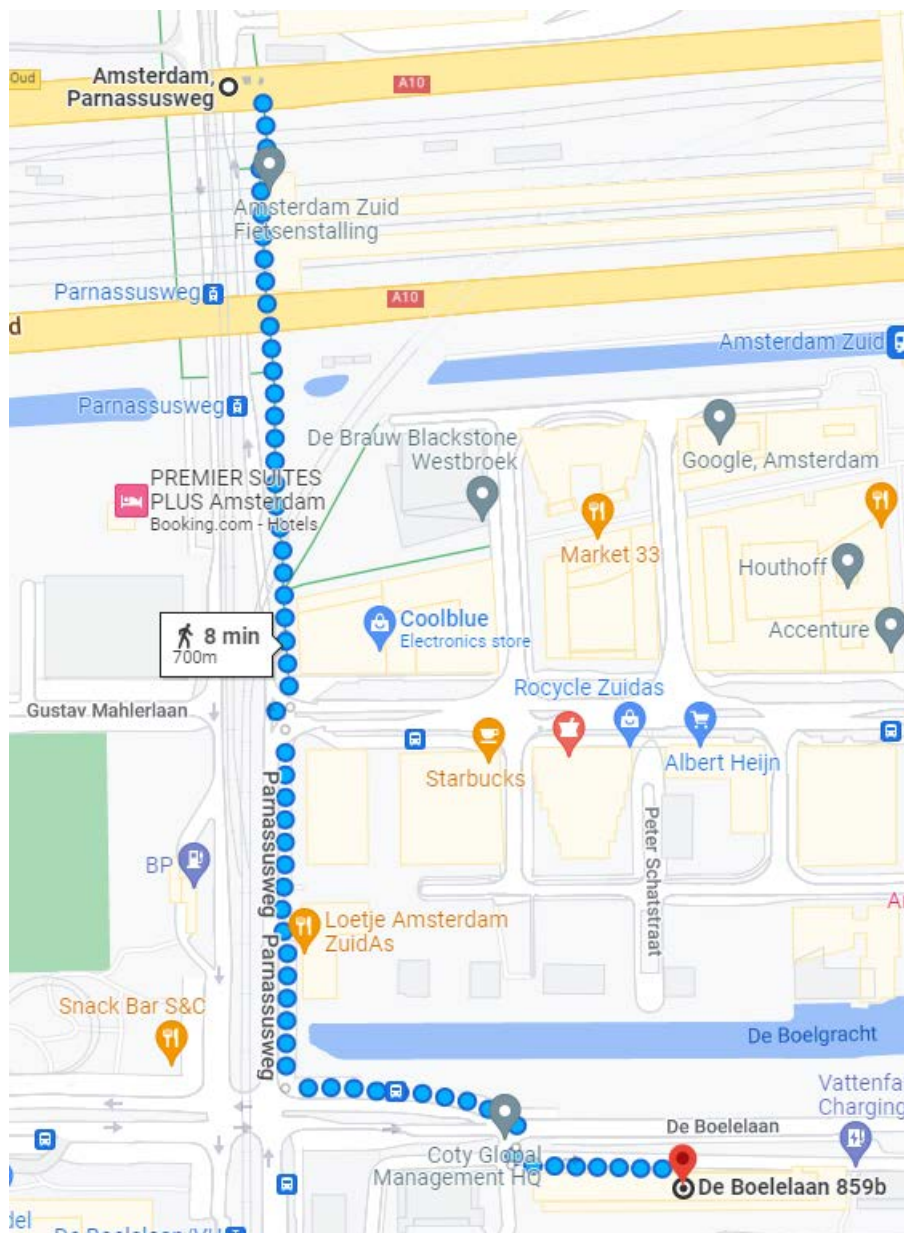 Oud
Amsterdam,
Parnassusweg
A10
Amsterdam Zuid
Fietsenstalling
Parnassusweg
A10
d
Amsterdam Zuid
Parnassusweg
De Brauw Blackstone
Westbroek
Google, Amsterdam
PREMIER SUITES
PLUS Amsterdam
Booking.com - Hotels
Market 33
Houthoff
Coolblue
Electronics store
Accenture
8 min
700m
Rocycle Zuidas
Gustav Mahlerlaan
Starbucks
Albert Heijn
Parnassusweg
Peter Schatstraat
BP
Loetje Amsterdam
ZuidAs
Parnassusweg
Snack Bar S&C
De Boelgracht
Vattenfa
Charging
De Boelelaan
Coty Global
Management HQ
De Boelelaan 859b
del